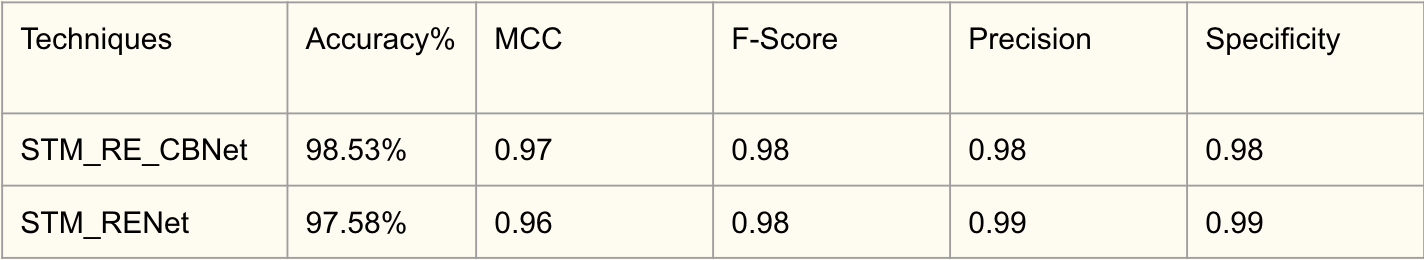 Techniques Accuracy% MCC F-Score Precision Specificity
STM_RE_CBNet 98.53% 0.97 0.98 0.98 0.98
STM_RENet 97.58% 0.96 0.98 0.99 0.99